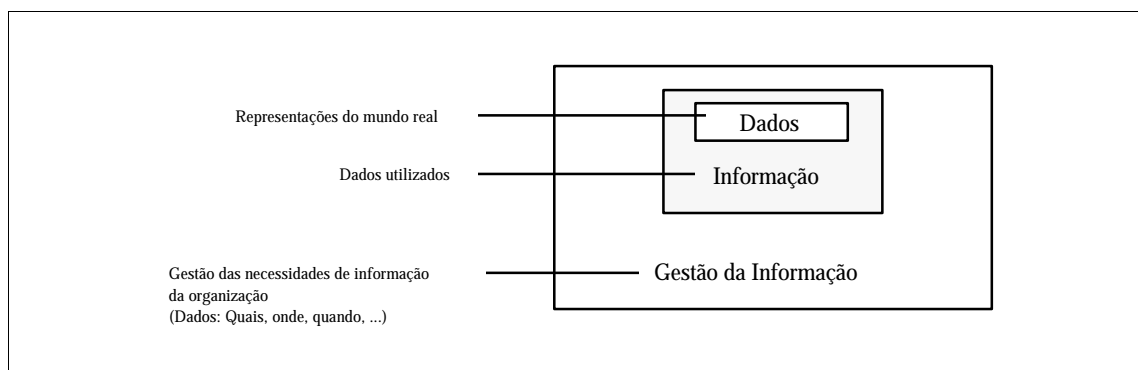 Representações do mundo real
Dados
Dados utilizados
Informação
Gestão das necessidades de informação
da organização
(Dados: Quais, onde, quando, ...)
Gestão da Informação